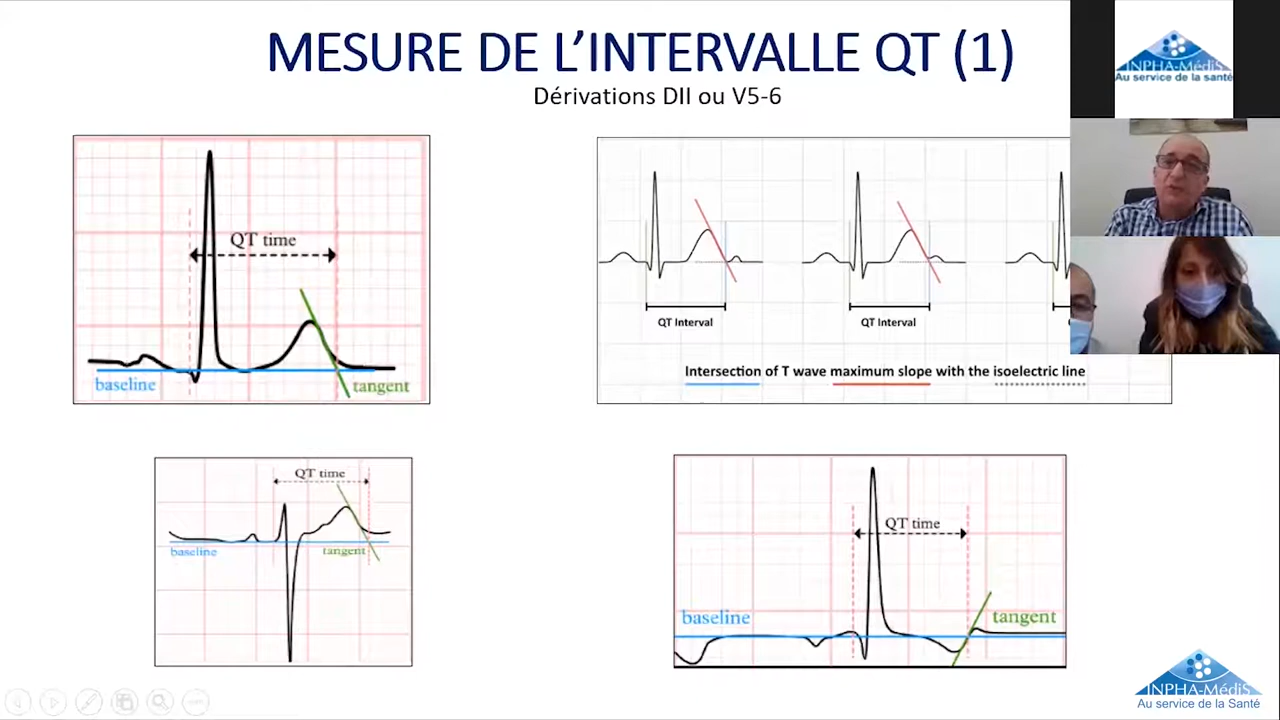 MESURE DE L’INTERVALLE QT (1)
Dérivations DII ou V5-6
INPHA-MédiS
Au service de la santé
QT time
baseline
tangent
QT Interval
QT Interval
Intersection of T wave maximum slope with the isoelectric line
QT time
baseline
tangent
QT time
baseline
tangent
INPHA-MédiS
Au service de la Santé